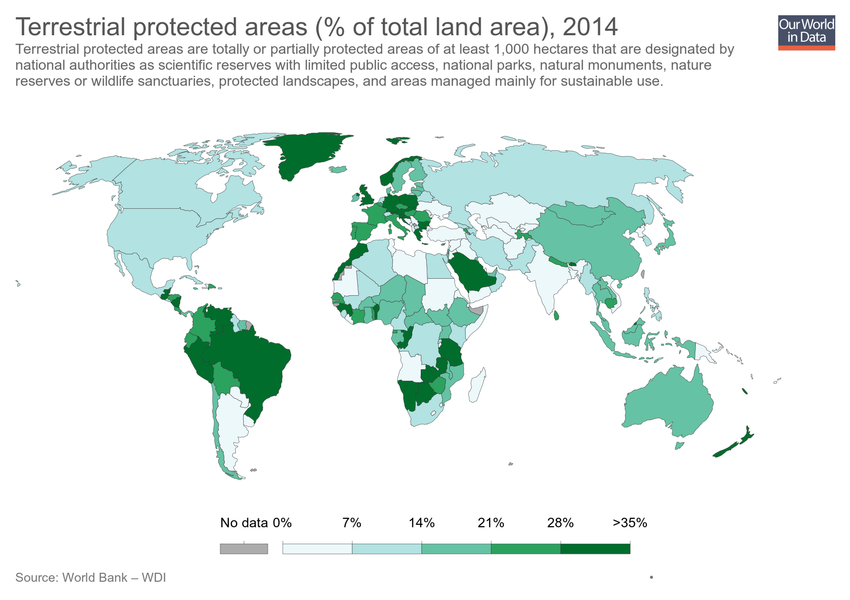 Terrestrial protected areas (% of total land area), 2014
Our World
in Data
Terrestrial protected areas are totally or partially protected areas of at least 1,000 hectares that are designated by
national authorities as scientific reserves with limited public access, national parks, natural monuments, nature
reserves or wildlife sanctuaries, protected landscapes, and areas managed mainly for sustainable use.
No data 0% 7% 14% 21% 28% >35%
Source: World Bank – WDI